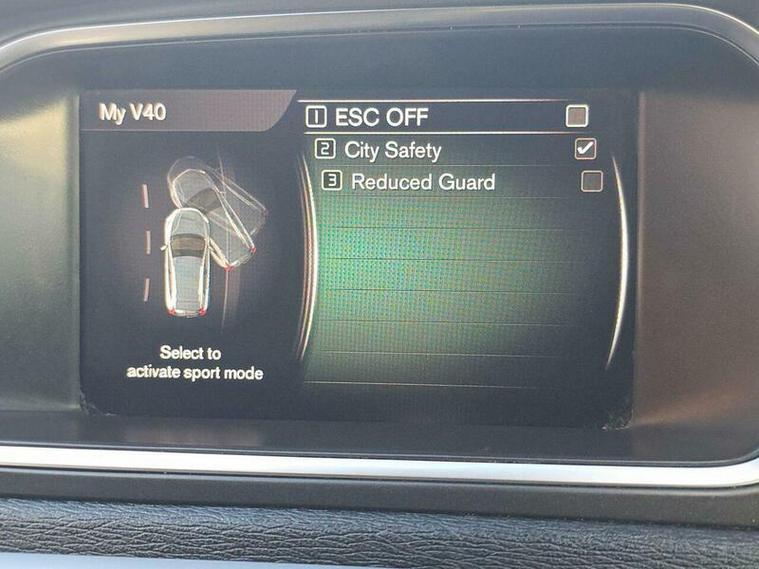 My V40
1 ESC OFF
2 City Safety
3 Reduced Guard
Select to
activate sport mode